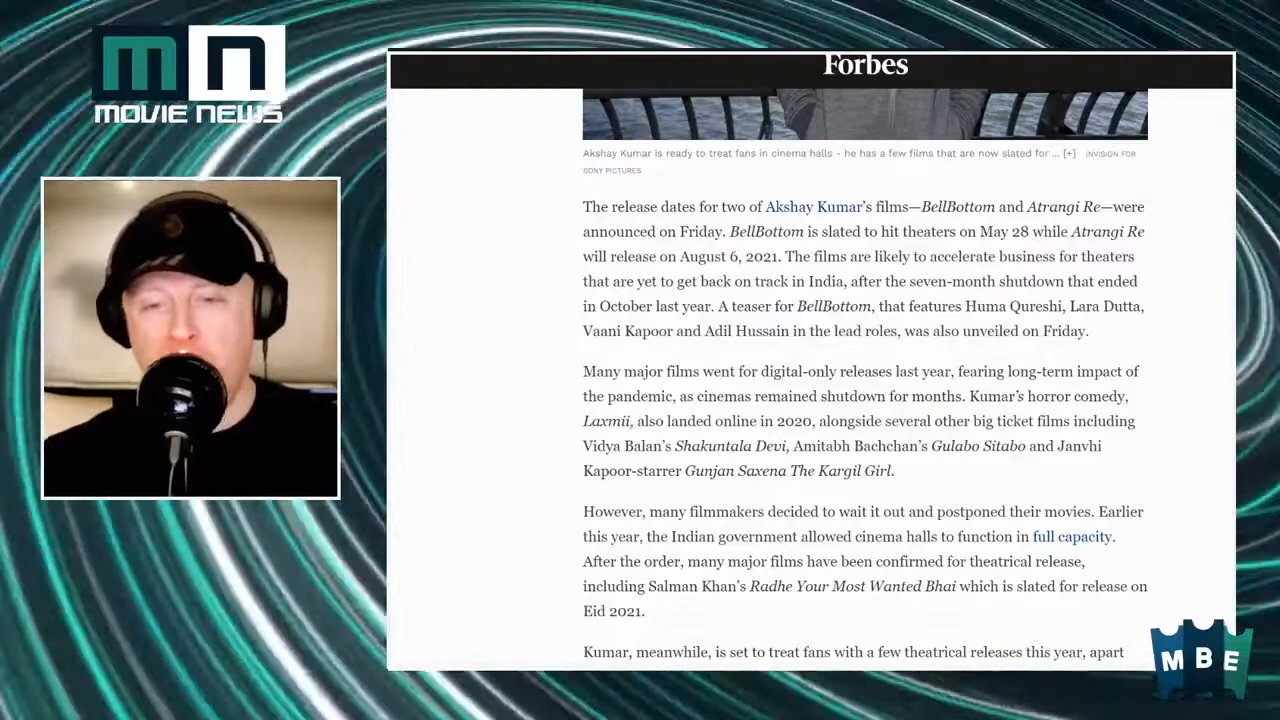 MN
MOVIE NEWS
Forbes
Akshay Kumar is ready to treat fans in cinema halls - he has a few films that are now slated for ... [+] INVISION FOR
SONY PICTURES
The release dates for two of Akshay Kumar's films—BellBottom and Atrangi Re—were
announced on Friday. BellBottom is slated to hit theaters on May 28 while Atrangi Re
will release on August 6, 2021. The films are likely to accelerate business for theaters
that are yet to get back on track in India, after the seven-month shutdown that ended
in October last year. A teaser for BellBottom, that features Huma Qureshi, Lara Dutta,
Vaani Kapoor and Adil Hussain in the lead roles, was also unveiled on Friday.
Many major films went for digital-only releases last year, fearing long-term impact of
the pandemic, as cinemas remained shutdown for months. Kumar's horror comedy,
Laxmii, also landed online in 2020, alongside several other big ticket films including
Vidya Balan's Shakuntala Devi, Amitabh Bachchan's Gulabo Sitabo and Janvhi
Kapoor-starrer Gunjan Saxena The Kargil Girl.
However, many filmmakers decided to wait it out and postponed their movies. Earlier
this year, the Indian government allowed cinema halls to function in full capacity.
After the order, many major films have been confirmed for theatrical release,
including Salman Khan's Radhe Your Most Wanted Bhai which is slated for release on
Eid 2021.
Kumar, meanwhile, is set to treat fans with a few theatrical releases this year, apart
MBE